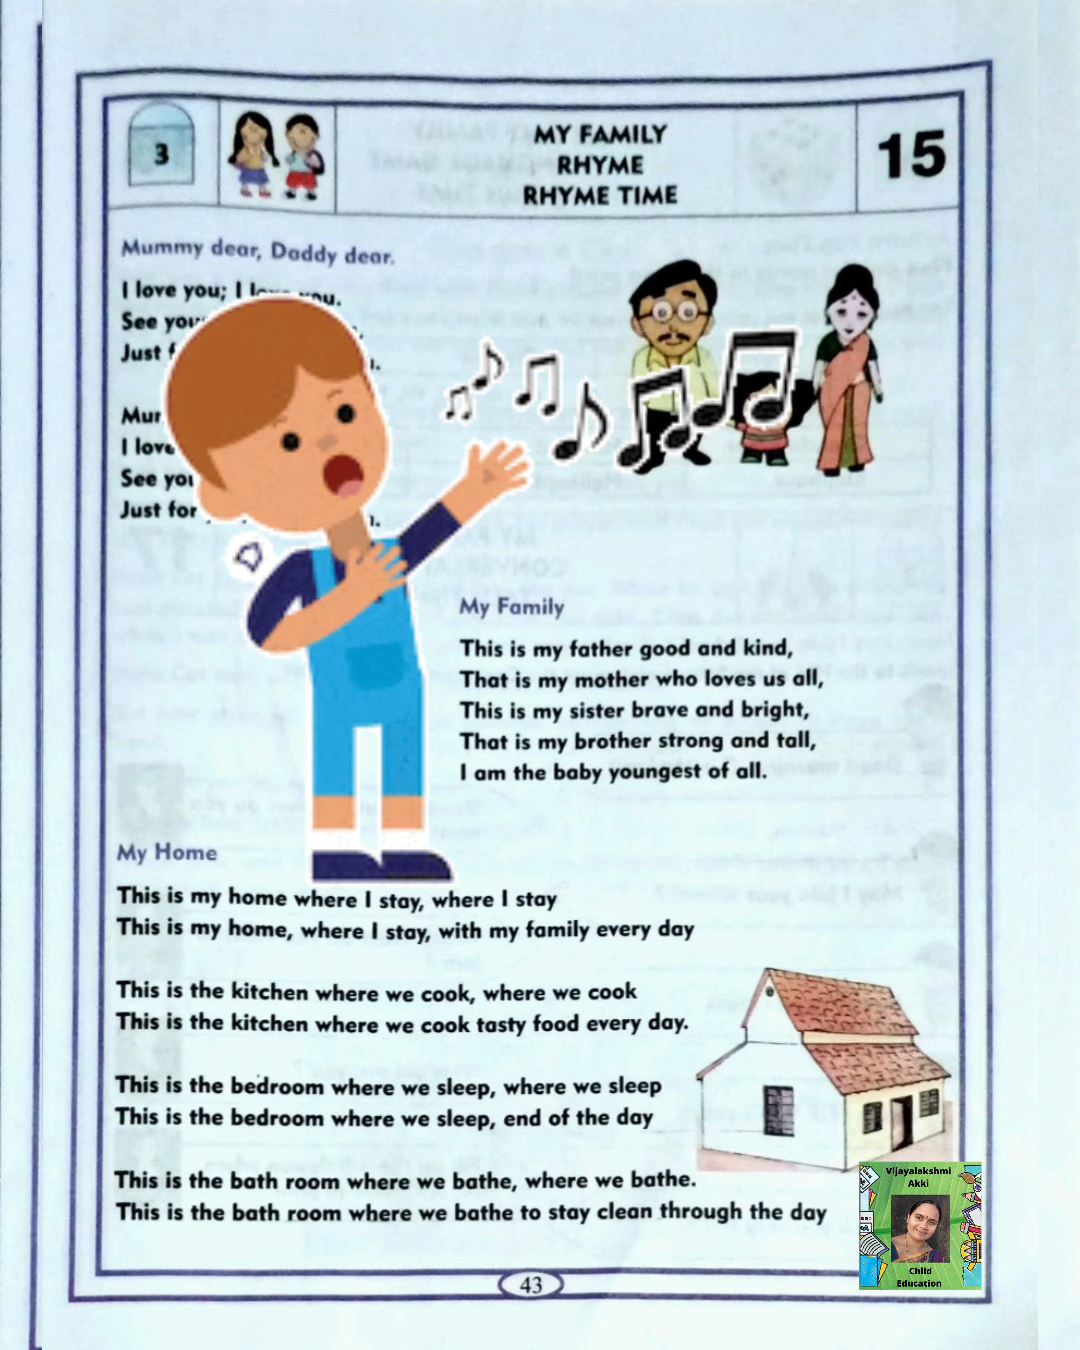 3
MY FAMILY
RHYME
RHYME TIME
15
Mummy dear, Daddy dear.
I love you; I love you.
See you
Just f
Mur
I love
See you
Just for
My Family
This is my father good and kind,
That is my mother who loves us all,
This is my sister brave and bright,
That is my brother strong and tall,
I am the baby youngest of all.
My Home
This is my home where I stay, where I stay
This is my home, where I stay, with my family every day
This is the kitchen where we cook, where we cook
This is the kitchen where we cook tasty food every day.
This is the bedroom where we sleep, where we sleep
This is the bedroom where we sleep, end of the day
This is the bath room where we bathe, where we bathe.
This is the bath room where we bathe to stay clean through the day
43
Vijayalakshmi
Akki
Child
Education